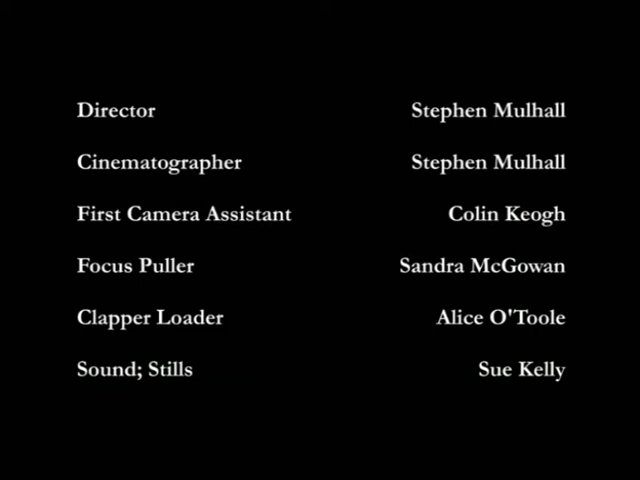 Director Stephen Mulhall
Cinematographer Stephen Mulhall
First Camera Assistant Colin Keogh
Focus Puller Sandra McGowan
Clapper Loader Alice O'Toole
Sound; Stills Sue Kelly